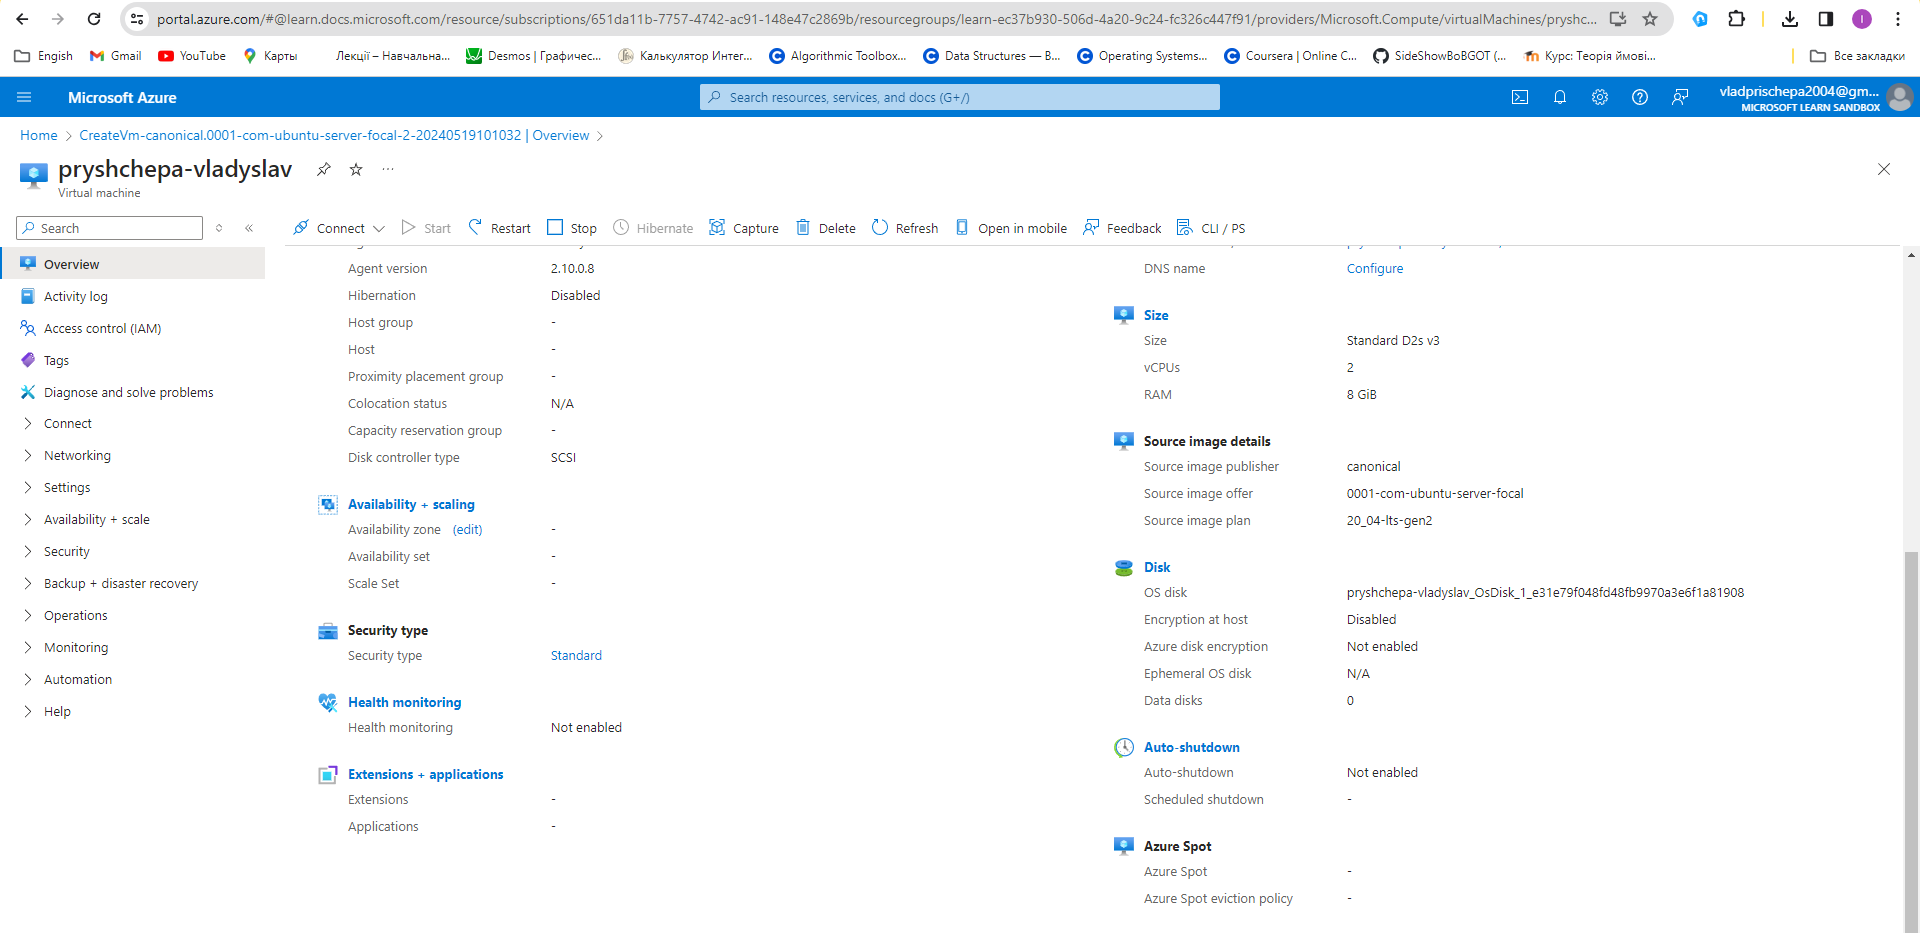 portal.azure.com/#@learn.docs.microsoft.com/resource/subscriptions/651da11b-7757-4742-ac91-148e47c2869b/resourcegroups/learn-ec37b930-506d-4a20-9c24-fc326c447f91/providers/Microsoft.Compute/virtualMachines/pryshc...
Engish Gmail YouTube Карты Лекції – Навчальна... Desmos | Графичес... Калькулятор Интег... Algorithmic Toolbox... Data Structures — B... Operating Systems... Coursera | Online C... SideShowBoBGOT (... Курс: Теорія ймові... Все закладки
Microsoft Azure
Search resources, services, and docs (G+/)
vladprischepa2004@gm...
MICROSOFT LEARN SANDBOX
Home > CreateVm-canonical.0001-com-ubuntu-server-focal-2-20240519101032 | Overview >
pryshchepa-vladyslav
Virtual machine
Search
Connect Start Restart Stop Hibernate Capture Delete Refresh Open in mobile Feedback CLI / PS
Overview
Activity log
Access control (IAM)
Tags
Diagnose and solve problems
Connect
Networking
Settings
Availability + scale
Security
Backup + disaster recovery
Operations
Monitoring
Automation
Help
Agent version 2.10.0.8
Hibernation Disabled
Host group -
Host -
Proximity placement group -
Colocation status N/A
Capacity reservation group -
Disk controller type SCSI
Availability + scaling
Availability zone (edit) -
Availability set -
Scale Set -
Security type
Security type Standard
Health monitoring
Health monitoring Not enabled
Extensions + applications
Extensions -
Applications -
DNS name Configure
Size
Size Standard D2s v3
vCPUs 2
RAM 8 GiB
Source image details
Source image publisher canonical
Source image offer 0001-com-ubuntu-server-focal
Source image plan 20_04-lts-gen2
Disk
OS disk pryshchepa-vladyslav_OsDisk_1_e31e79f048fd48fb9970a3e6f1a81908
Encryption at host Disabled
Azure disk encryption Not enabled
Ephemeral OS disk N/A
Data disks 0
Auto-shutdown
Auto-shutdown Not enabled
Scheduled shutdown -
Azure Spot
Azure Spot -
Azure Spot eviction policy -